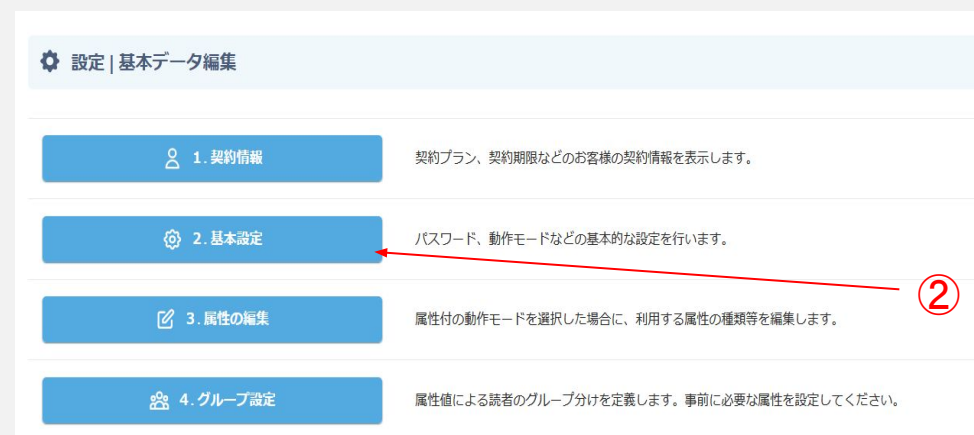 設定 | 基本データ編集
1. 契約情報
契約プラン、契約期限などのお客様の契約情報を表示します。
2. 基本設定
パスワード、動作モードなどの基本的な設定を行います。
②
3. 属性の編集
属性付の動作モードを選択した場合に、利用する属性の種類等を編集します。
4. グループ設定
属性値による読者のグループ分けを定義します。事前に必要な属性を設定してください。